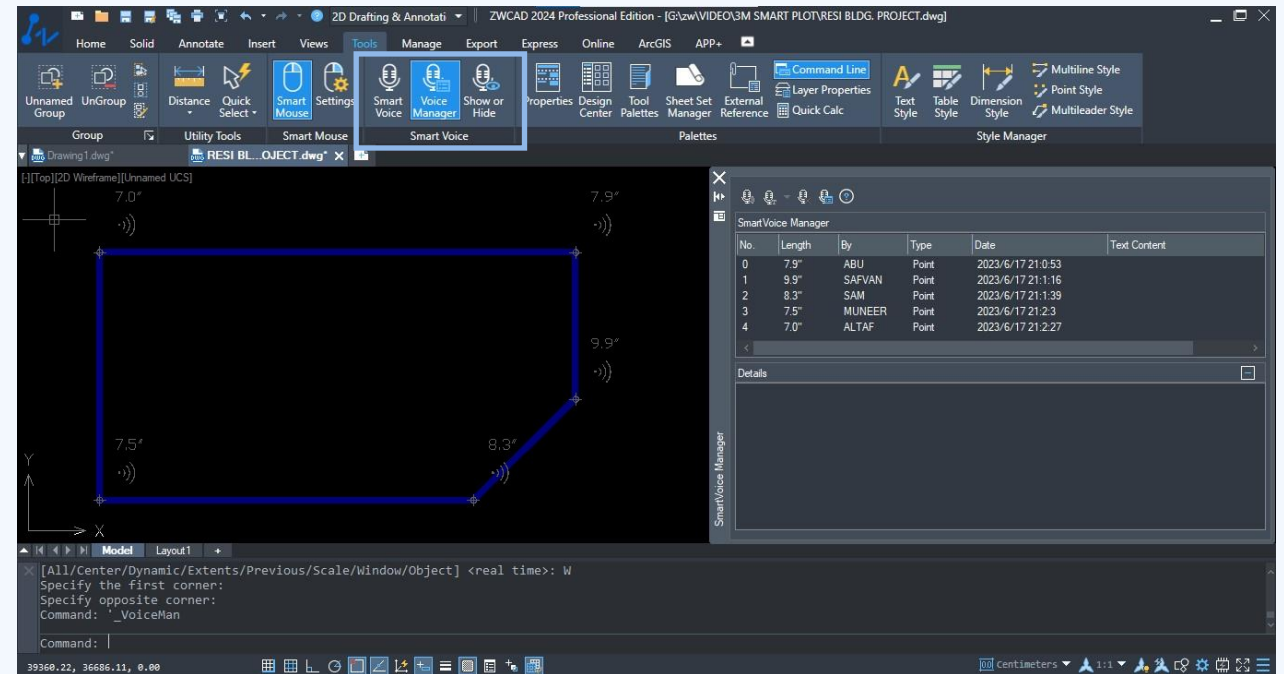 2D Drafting & Annotati
ZWCAD 2024 Professional Edition - [G:\zw\VIDEO\3M SMART PLOT\RESI BLDG. PROJECT.dwg]
Home Solid Annotate Insert Views Tools Manage Export Express Online ArcGIS APP+
Unnamed Group
UnGroup
Distance
Quick Select
Smart Mouse
Settings
Smart Voice
Voice Manager
Show or Hide
Properties
Design Center
Tool Palettes
Sheet Set Manager
External Reference
Command Line
Layer Properties
Quick Calc
Text Style
Table Style
Dimension Style
Multiline Style
Point Style
Multileader Style
Group Utility Tools Smart Mouse Smart Voice Palettes Style Manager
Drawing1.dwg* RESI BL...OJECT.dwg*
[-][Top][2D Wireframe][Unnamed UCS]
7.0"
7.9"
9.9"
7.5"
8.3"
Y
X
SmartVoice Manager
SmartVoice Manager
No. Length By Type Date Text Content
0 7.9" ABU Point 2023/6/17 21:0:53
1 9.9" SAFVAN Point 2023/6/17 21:1:16
2 8.3" SAM Point 2023/6/17 21:1:39
3 7.5" MUNEER Point 2023/6/17 21:2:3
4 7.0" ALTAF Point 2023/6/17 21:2:27
Details
Model Layout1 +
[All/Center/Dynamic/Extents/Previous/Scale/Window/Object] <real time>: W
Specify the first corner:
Specify opposite corner:
Command: '_VoiceMan
Command:
39360.22, 36686.11, 0.00
Centimeters 1:1